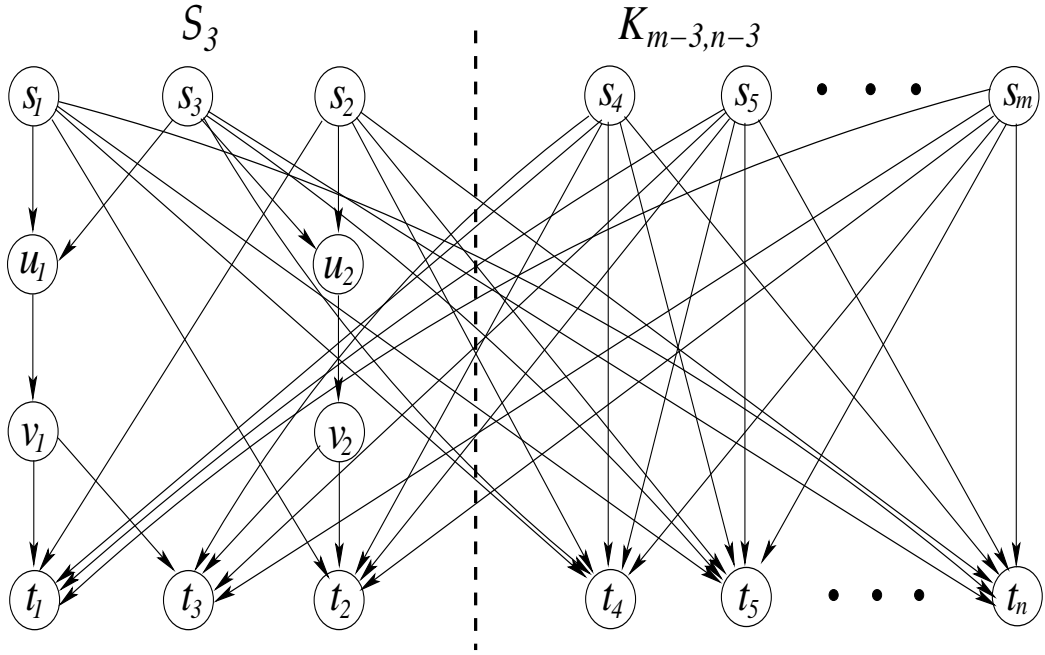 S₃ K₍m−3,n−3₎
s₁ s₃ s₂ s₄ s₅ • • • sₘ
u₁ u₂
v₁ v₂
t₁ t₃ t₂ t₄ t₅ • • • tₙ